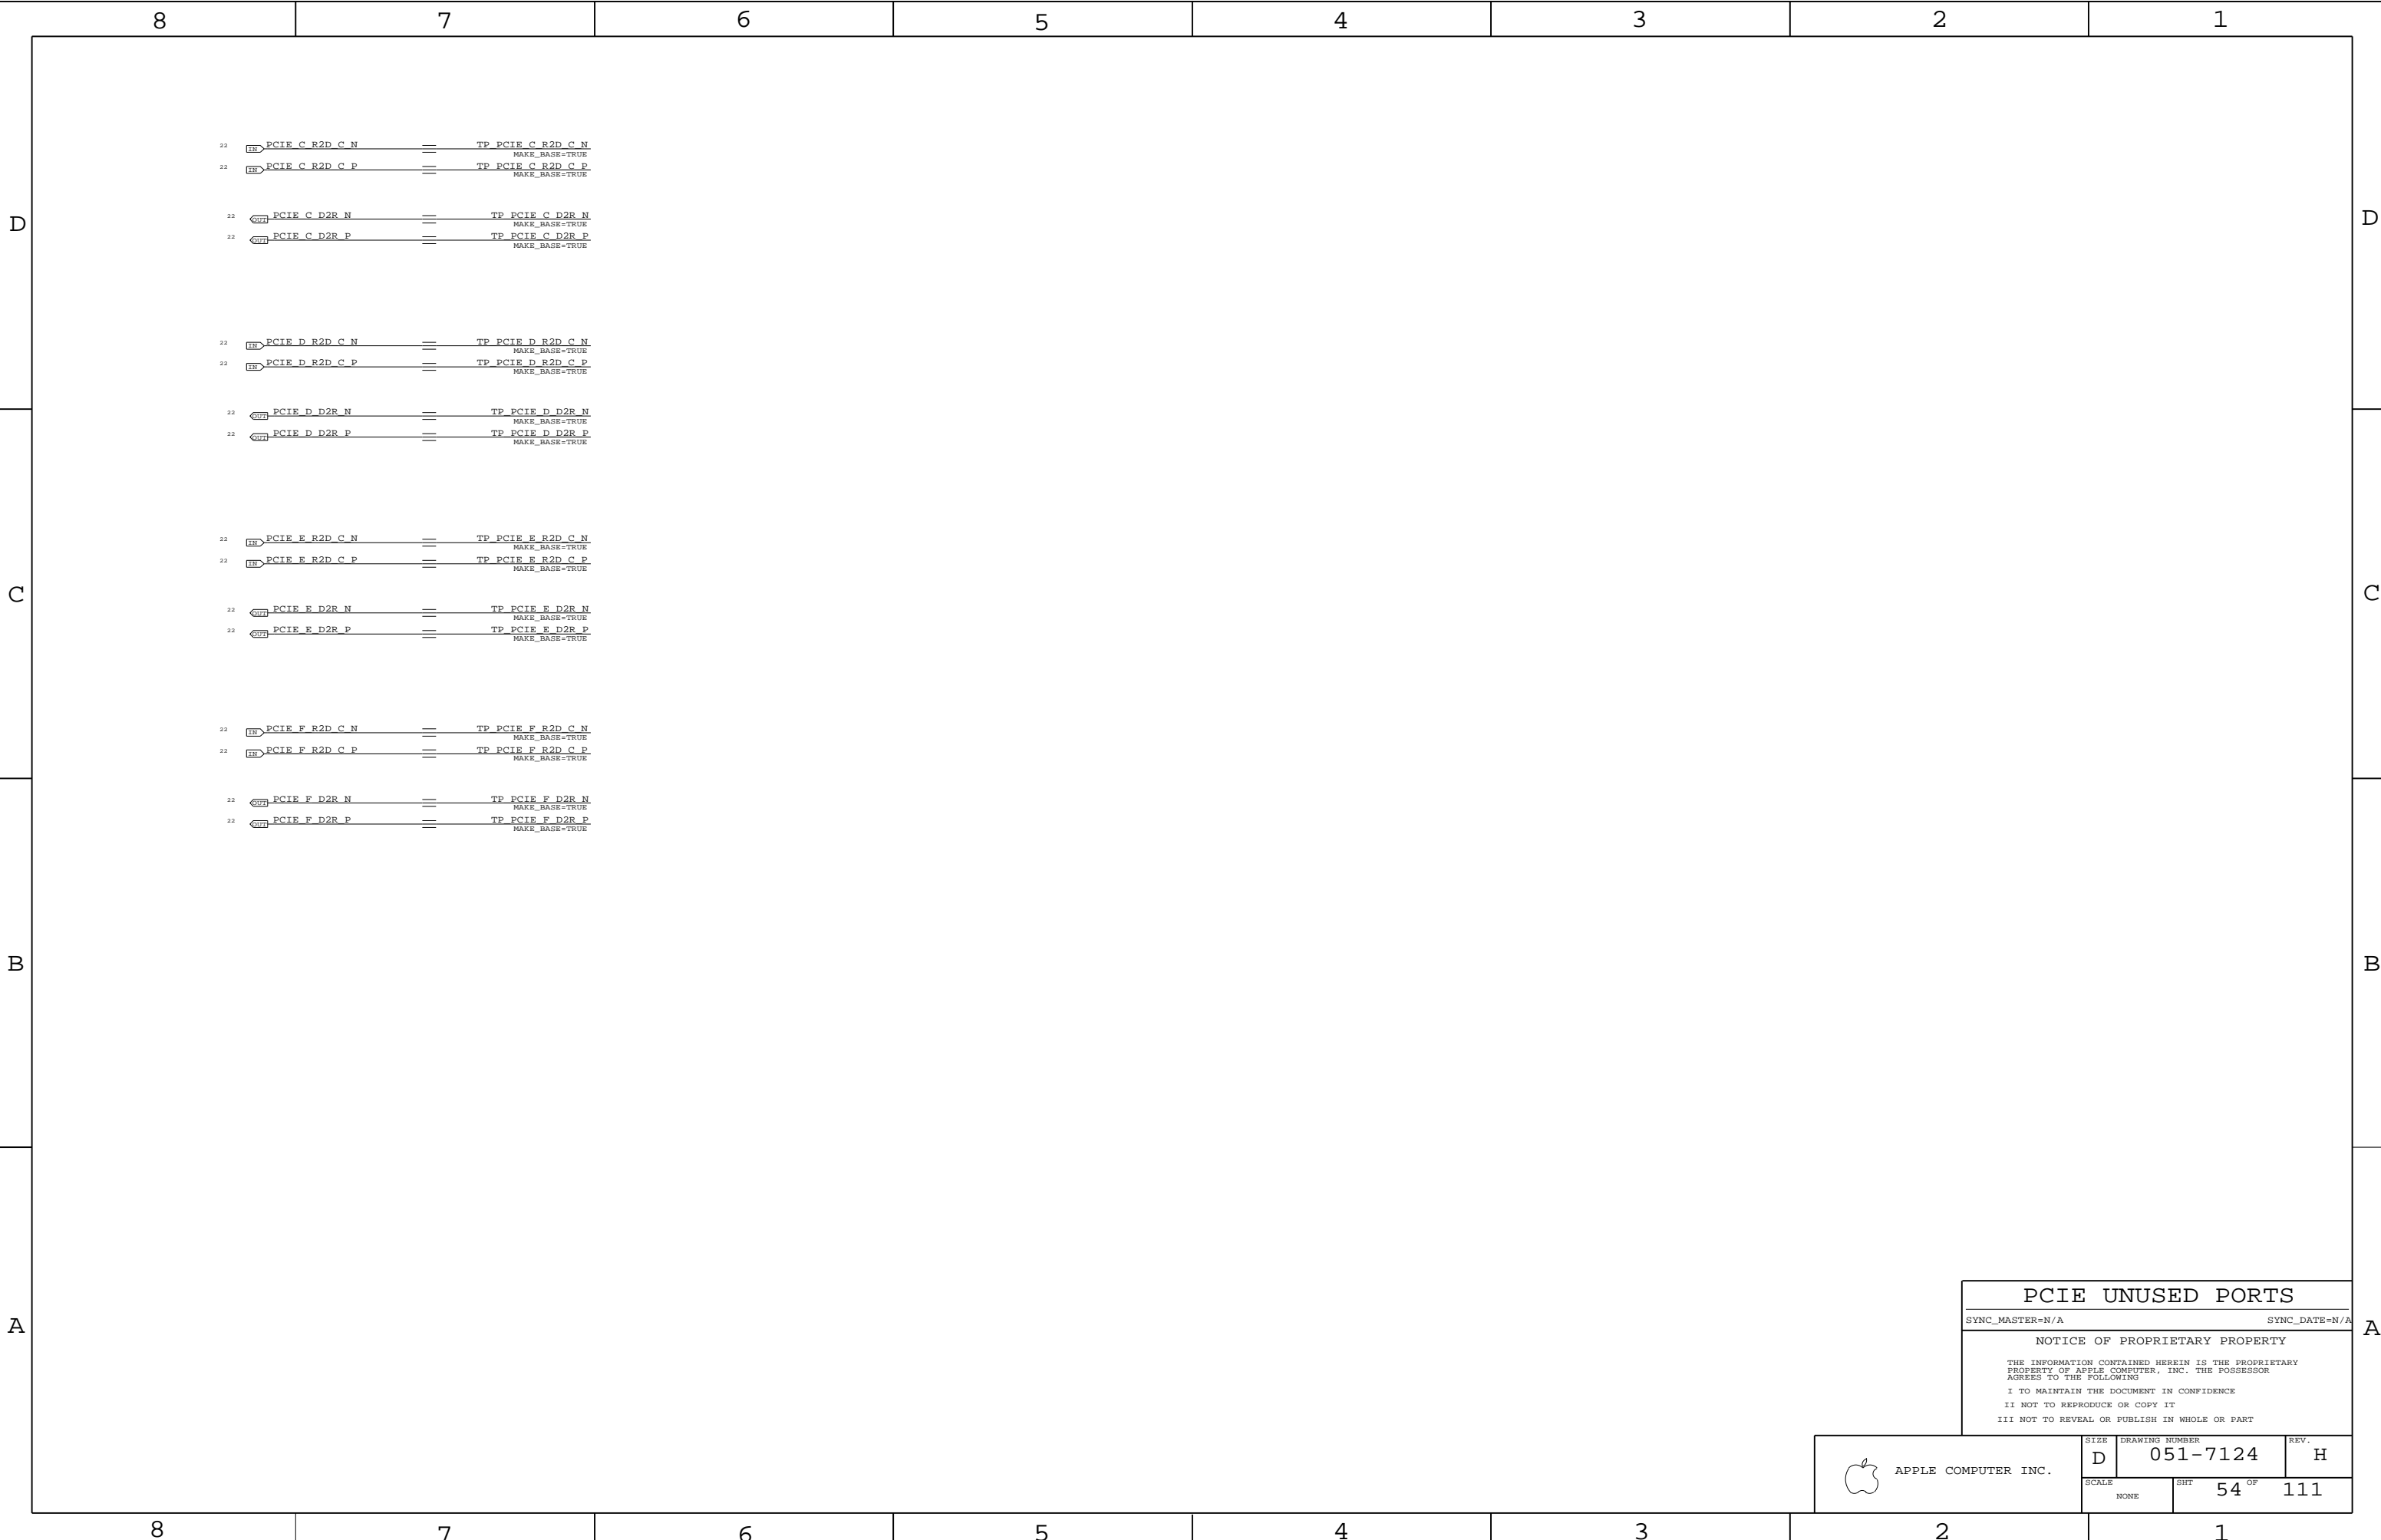 8 7 6 5 4 3 2 1
22 IN PCIE_C_R2D_C_N TP_PCIE_C_R2D_C_N
MAKE_BASE=TRUE
22 IN PCIE_C_R2D_C_P TP_PCIE_C_R2D_C_P
MAKE_BASE=TRUE
22 OUT PCIE_C_D2R_N TP_PCIE_C_D2R_N
MAKE_BASE=TRUE
D D
22 OUT PCIE_C_D2R_P TP_PCIE_C_D2R_P
MAKE_BASE=TRUE
22 IN PCIE_D_R2D_C_N TP_PCIE_D_R2D_C_N
MAKE_BASE=TRUE
22 IN PCIE_D_R2D_C_P TP_PCIE_D_R2D_C_P
MAKE_BASE=TRUE
22 OUT PCIE_D_D2R_N TP_PCIE_D_D2R_N
MAKE_BASE=TRUE
22 OUT PCIE_D_D2R_P TP_PCIE_D_D2R_P
MAKE_BASE=TRUE
22 IN PCIE_E_R2D_C_N TP_PCIE_E_R2D_C_N
MAKE_BASE=TRUE
22 IN PCIE_E_R2D_C_P TP_PCIE_E_R2D_C_P
MAKE_BASE=TRUE
C C
22 OUT PCIE_E_D2R_N TP_PCIE_E_D2R_N
MAKE_BASE=TRUE
22 OUT PCIE_E_D2R_P TP_PCIE_E_D2R_P
MAKE_BASE=TRUE
22 IN PCIE_F_R2D_C_N TP_PCIE_F_R2D_C_N
MAKE_BASE=TRUE
22 IN PCIE_F_R2D_C_P TP_PCIE_F_R2D_C_P
MAKE_BASE=TRUE
22 OUT PCIE_F_D2R_N TP_PCIE_F_D2R_N
MAKE_BASE=TRUE
22 OUT PCIE_F_D2R_P TP_PCIE_F_D2R_P
MAKE_BASE=TRUE
B B
A A
PCIE UNUSED PORTS
SYNC_MASTER=N/A SYNC_DATE=N/A
NOTICE OF PROPRIETARY PROPERTY
THE INFORMATION CONTAINED HEREIN IS THE PROPRIETARY
PROPERTY OF APPLE COMPUTER, INC. THE POSSESSOR
AGREES TO THE FOLLOWING
I TO MAINTAIN THE DOCUMENT IN CONFIDENCE
II NOT TO REPRODUCE OR COPY IT
III NOT TO REVEAL OR PUBLISH IN WHOLE OR PART
APPLE COMPUTER INC.
SIZE DRAWING NUMBER REV.
D 051-7124 H
SCALE SHT OF
NONE 54 111
8 7 6 5 4 3 2 1